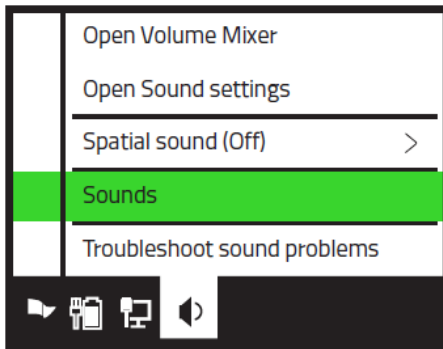 Open Volume Mixer
Open Sound settings
Spatial sound (Off)
Sounds
Troubleshoot sound problems